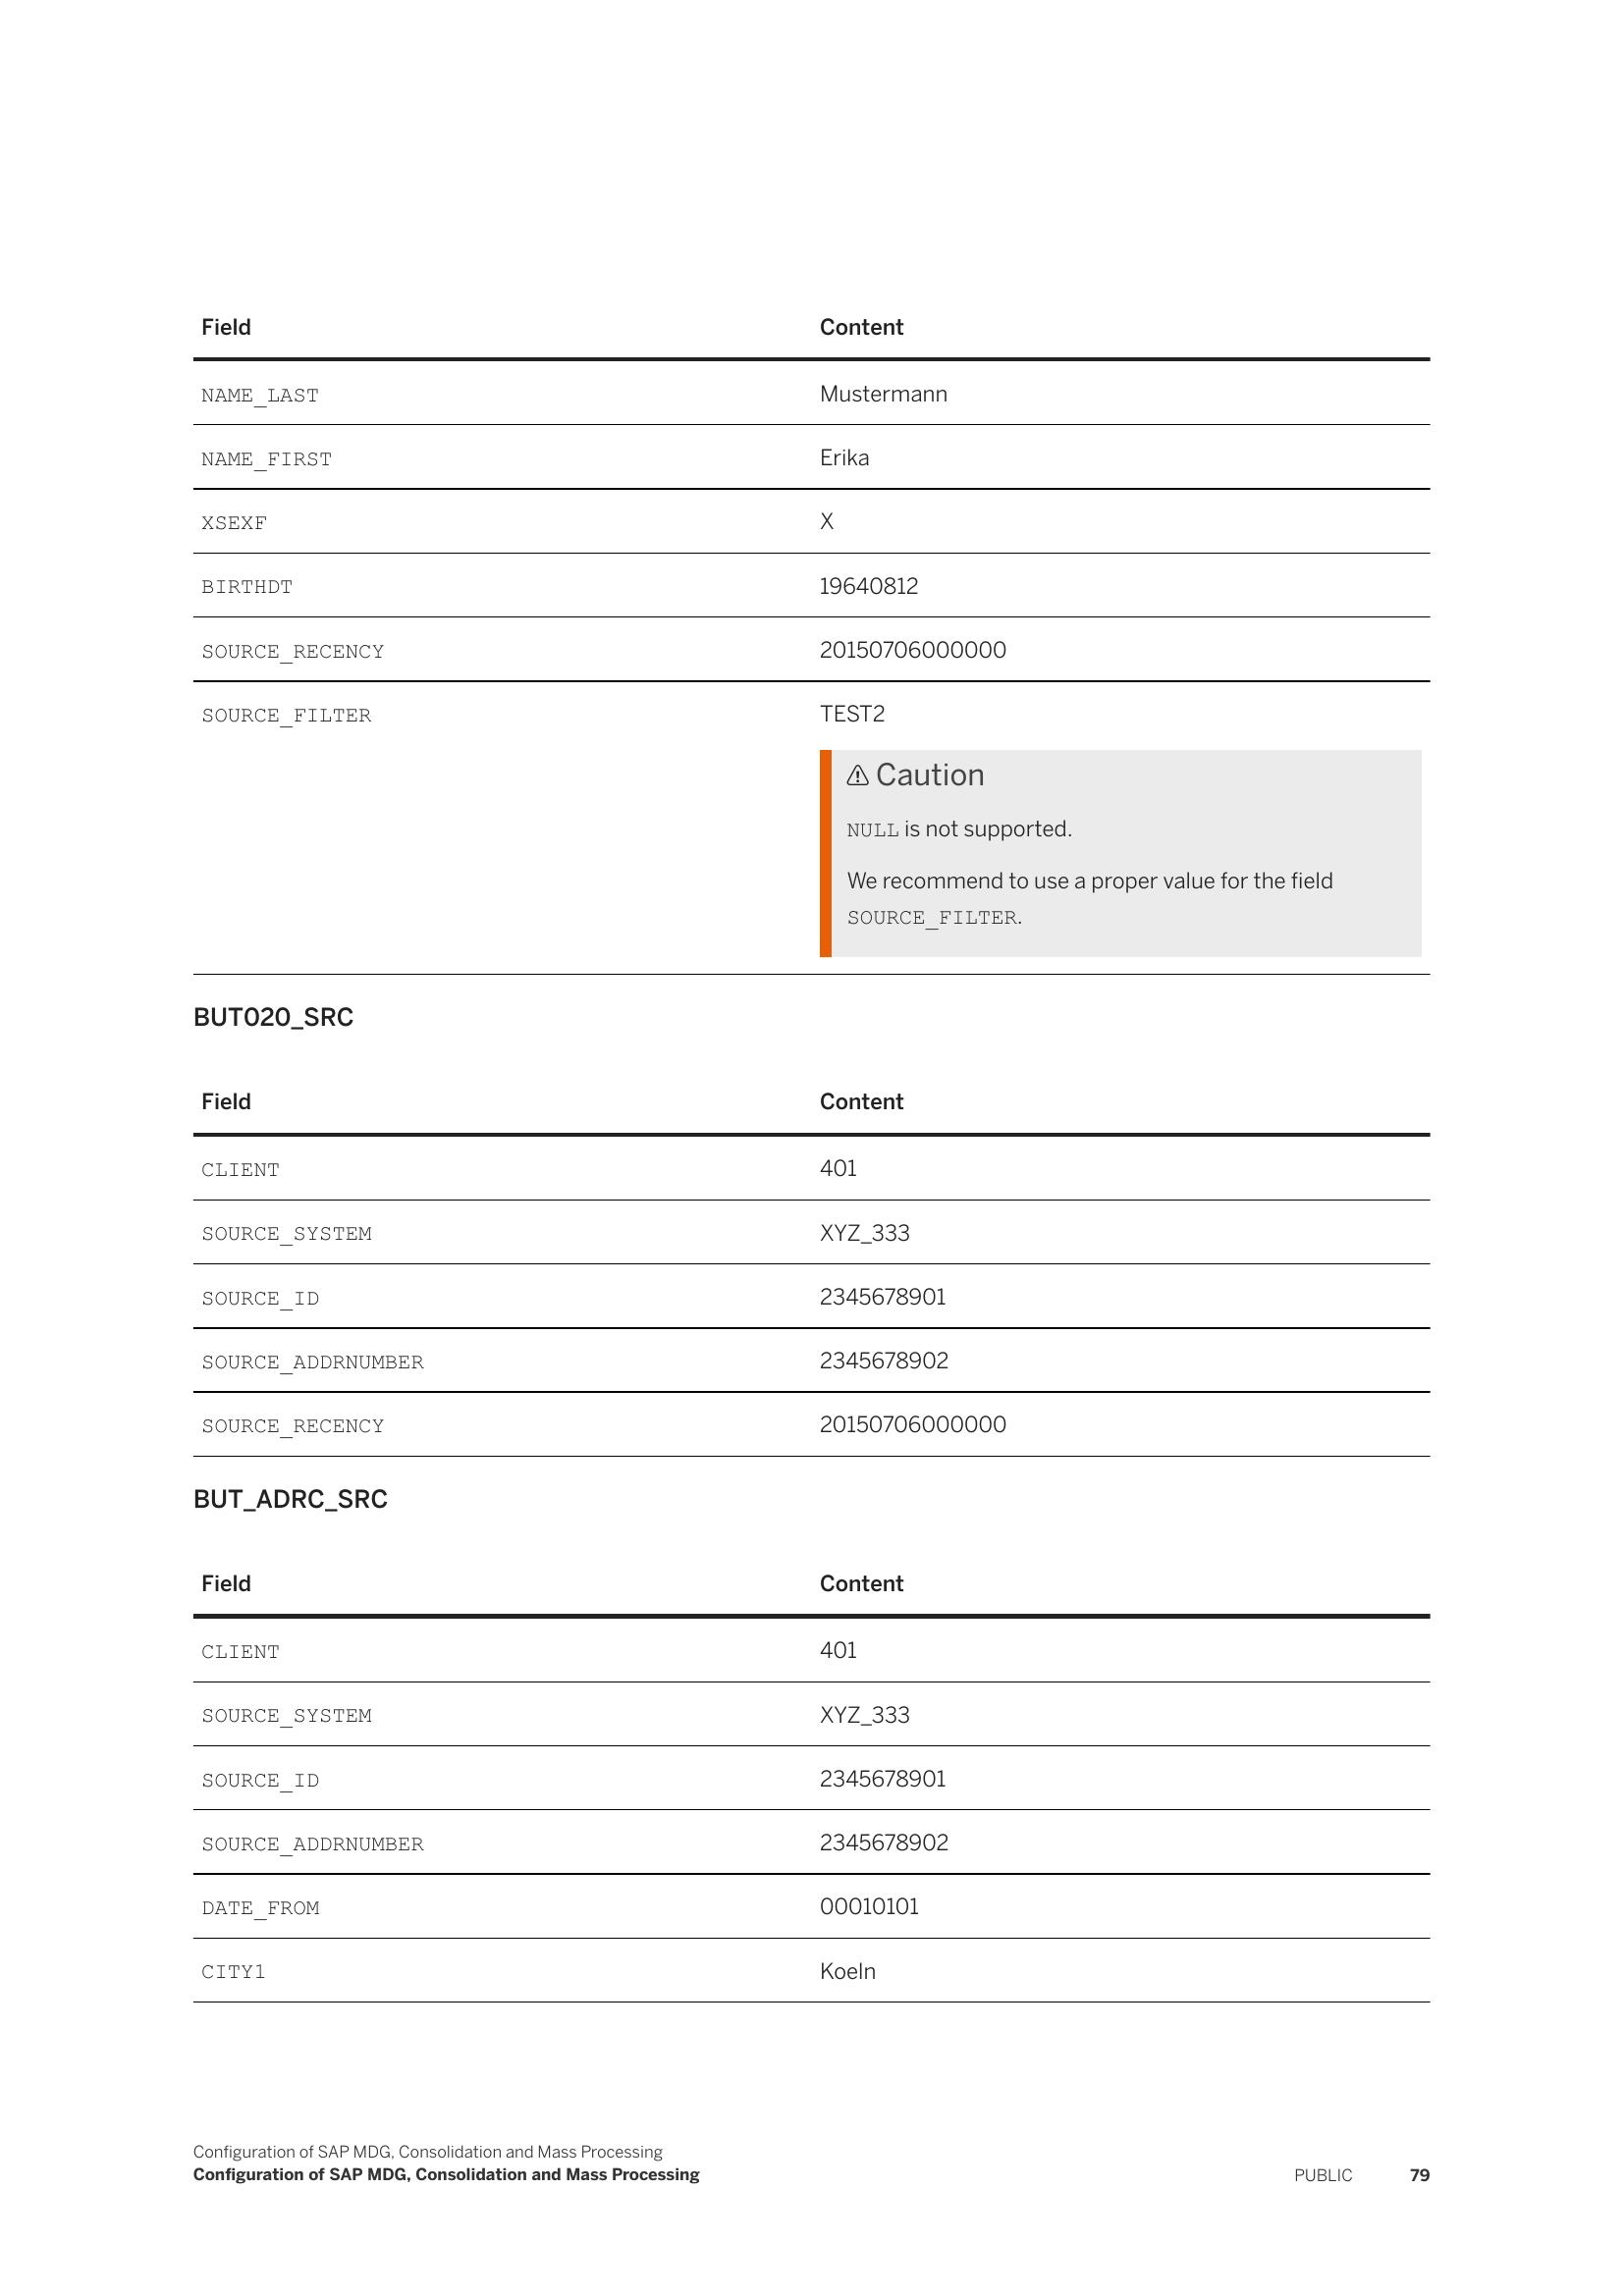 Field Content
NAME_LAST Mustermann
NAME_FIRST Erika
XSEXF X
BIRTHDT 19640812
SOURCE_RECENCY 20150706000000
SOURCE_FILTER TEST2
Caution
NULL is not supported.
We recommend to use a proper value for the field
SOURCE_FILTER.
BUT020_SRC
Field Content
CLIENT 401
SOURCE_SYSTEM XYZ_333
SOURCE_ID 2345678901
SOURCE_ADDRNUMBER 2345678902
SOURCE_RECENCY 20150706000000
BUT_ADRC_SRC
Field Content
CLIENT 401
SOURCE_SYSTEM XYZ_333
SOURCE_ID 2345678901
SOURCE_ADDRNUMBER 2345678902
DATE_FROM 00010101
CITY1 Koeln
Configuration of SAP MDG, Consolidation and Mass Processing
Configuration of SAP MDG, Consolidation and Mass Processing PUBLIC 79